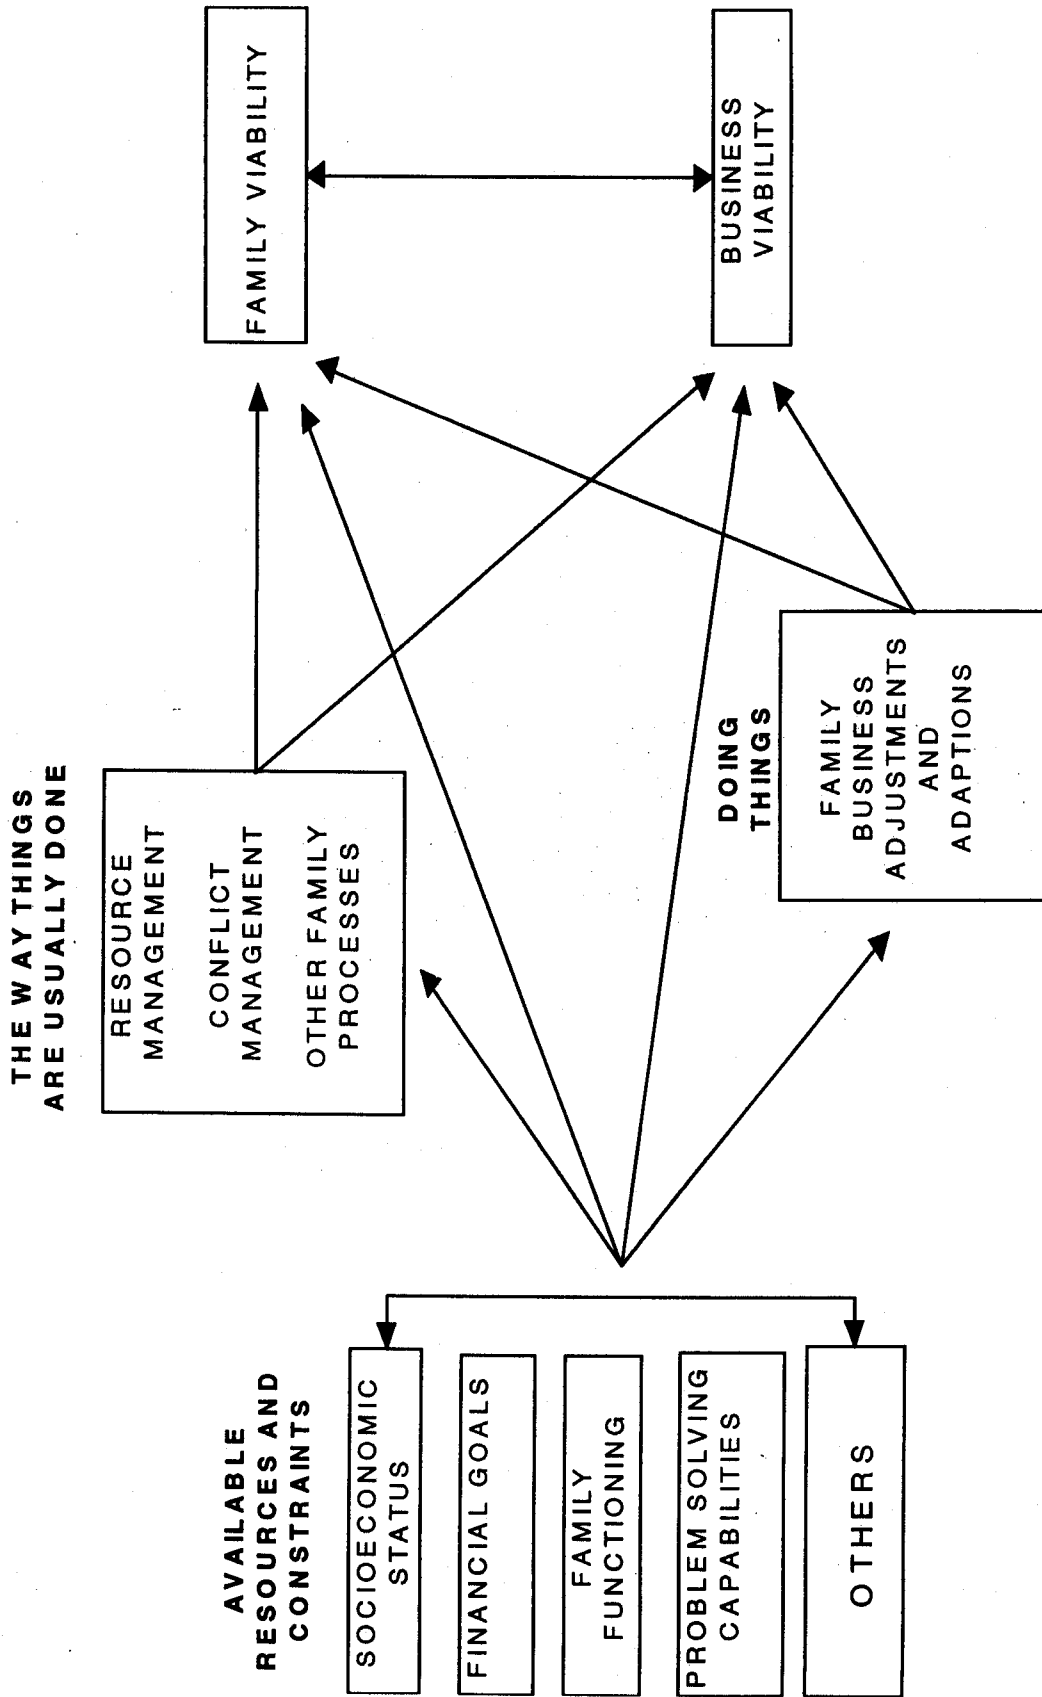 AVAILABLE
RESOURCES AND
CONSTRAINTS
SOCIOECONOMIC
STATUS
FINANCIAL GOALS
FAMILY
FUNCTIONING
PROBLEM SOLVING
CAPABILITIES
OTHERS
THE WAY THINGS
ARE USUALLY DONE
RESOURCE
MANAGEMENT
CONFLICT
MANAGEMENT
OTHER FAMILY
PROCESSES
DOING
THINGS
FAMILY
BUSINESS
ADJUSTMENTS
AND
ADAPTIONS
FAMILY VIABILITY
BUSINESS
VIABILITY